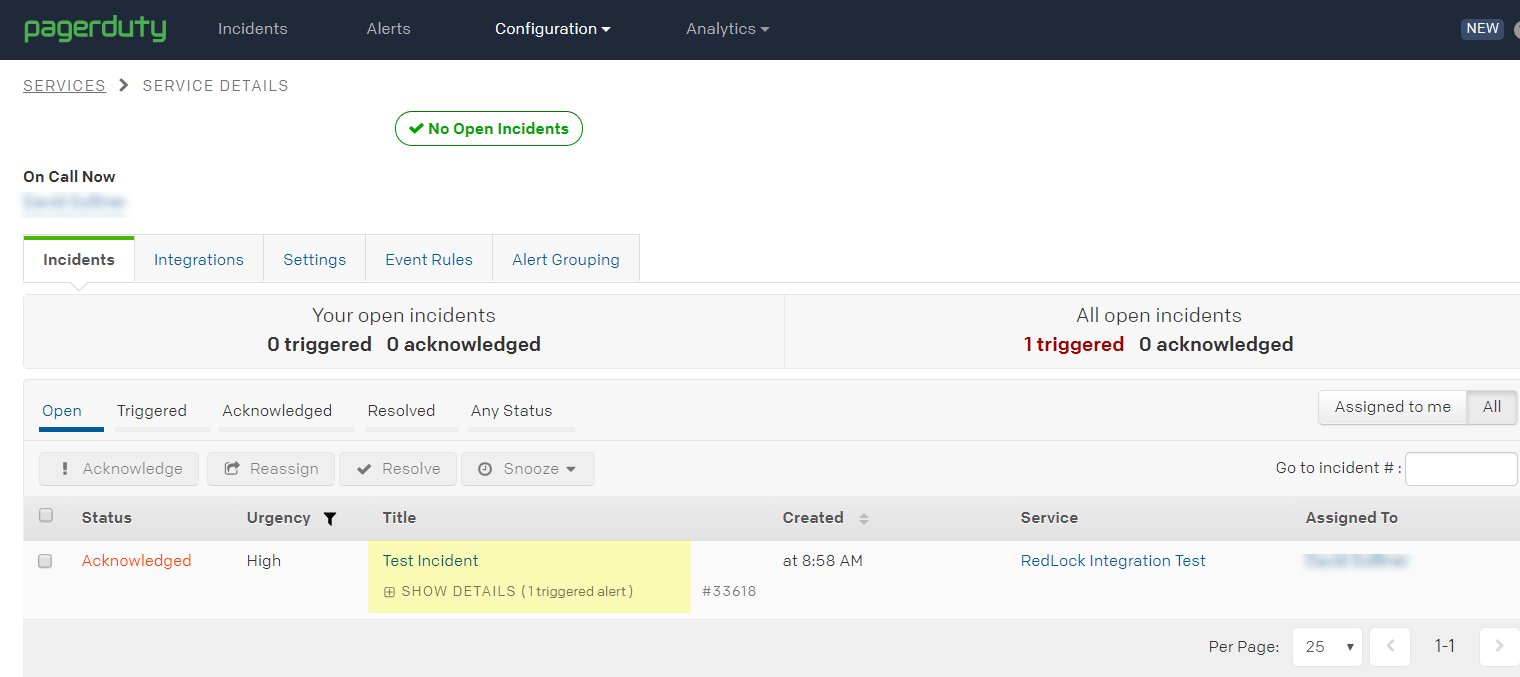 pagerduty Incidents Alerts Configuration Analytics NEW
SERVICES SERVICE DETAILS
No Open Incidents
On Call Now
Incidents Integrations Settings Event Rules Alert Grouping
Your open incidents All open incidents
0 triggered 0 acknowledged 1 triggered 0 acknowledged
Open Triggered Acknowledged Resolved Any Status Assigned to me All
! Acknowledge Reassign Resolve Snooze Go to incident # :
Status Urgency Title Created Service Assigned To
Acknowledged High Test Incident at 8:58 AM RedLock Integration Test
SHOW DETAILS (1 triggered alert) #33618
Per Page: 25 1-1